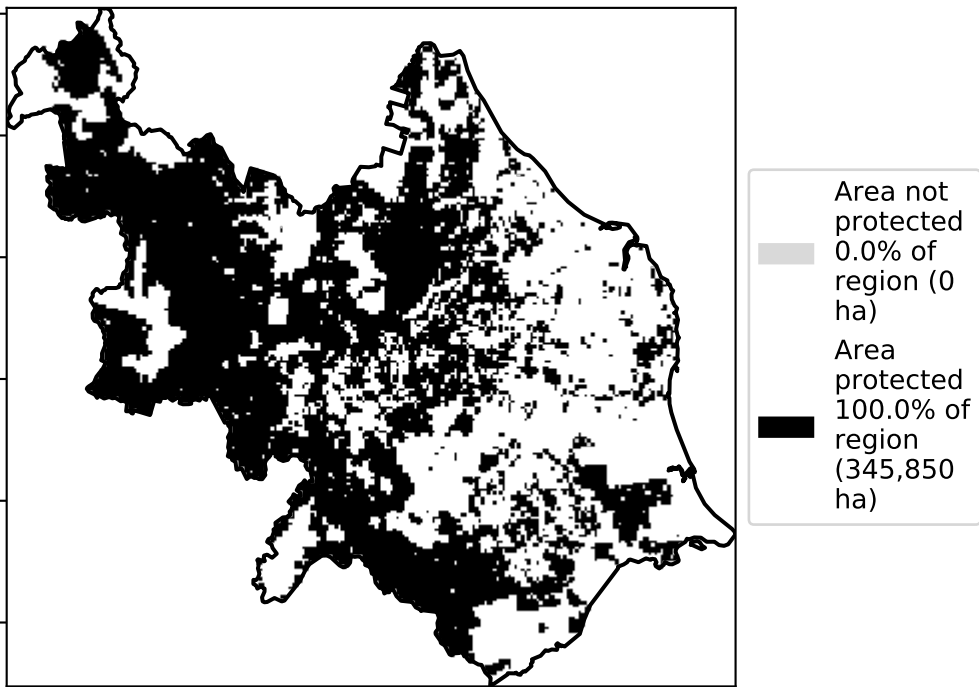 Area not
protected
0.0% of
region (0
ha)
Area
protected
100.0% of
region
(345,850
ha)